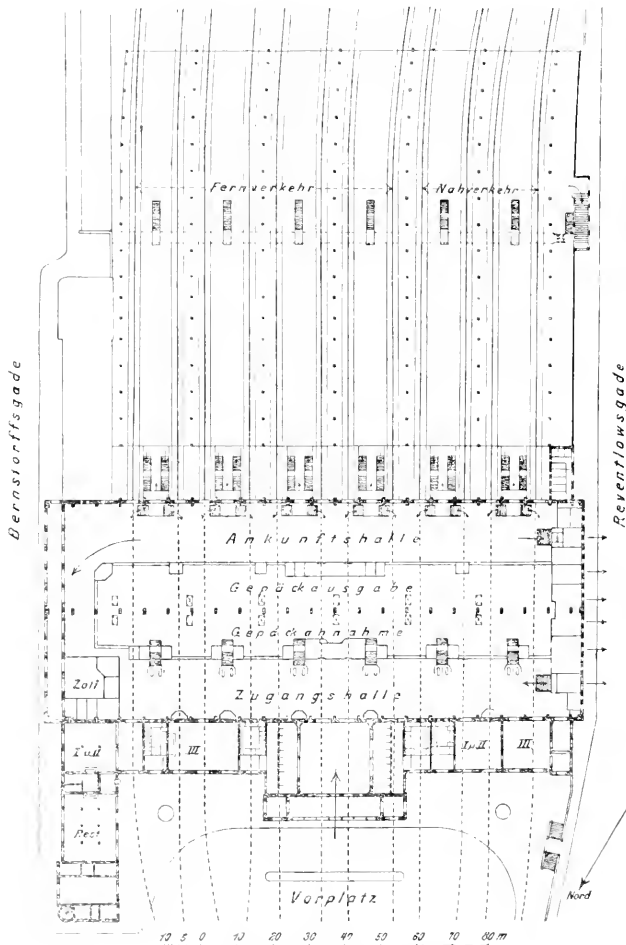 Fernverkehr
Nahverkehr
Bernstorffsgade
Reventlowsgade
Ankunftshalle
Gepäckausgabe
Gepäckahnahme
Zoll
Zugangshalle
I u. II
III
I u. II
III
Rest
Vorplatz
Nord
10 5 0 10 20 30 40 50 60 70 80 m